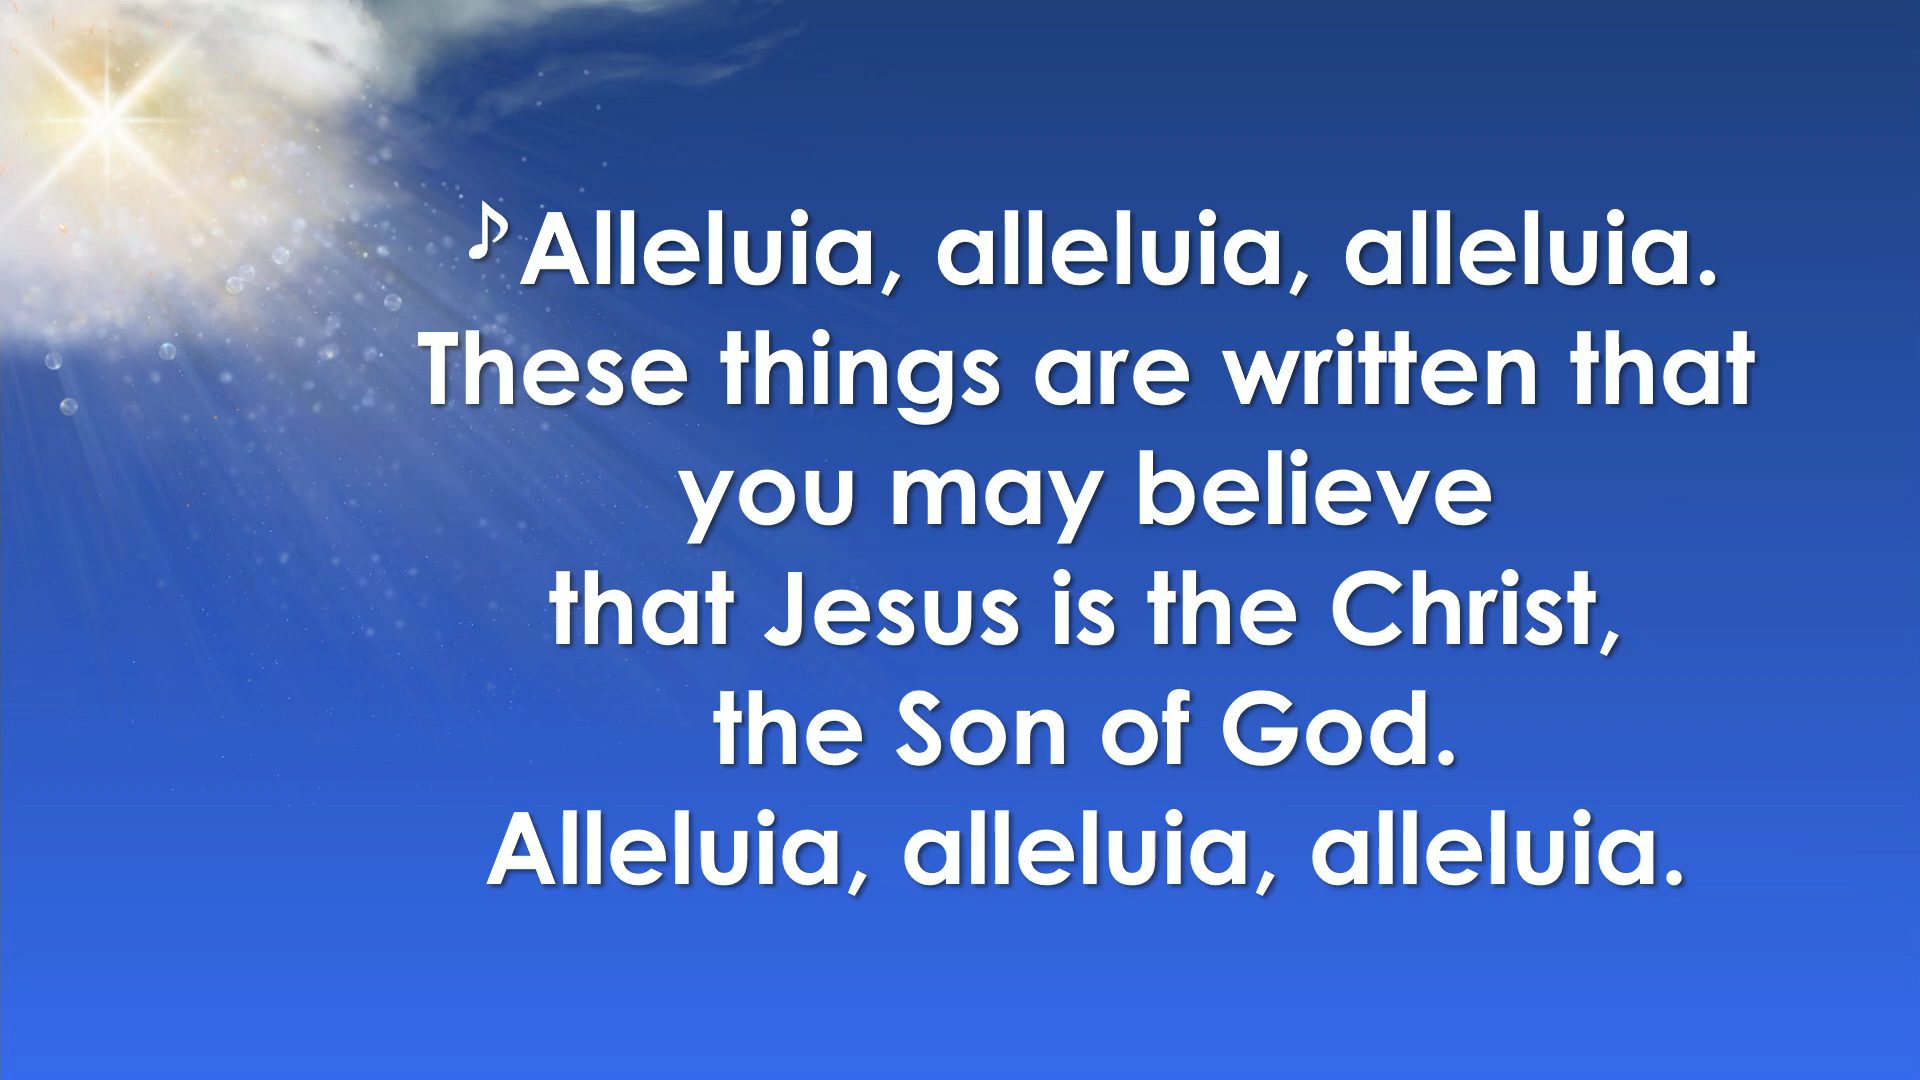 ♪Alleluia, alleluia, alleluia.
These things are written that
you may believe
that Jesus is the Christ,
the Son of God.
Alleluia, alleluia, alleluia.